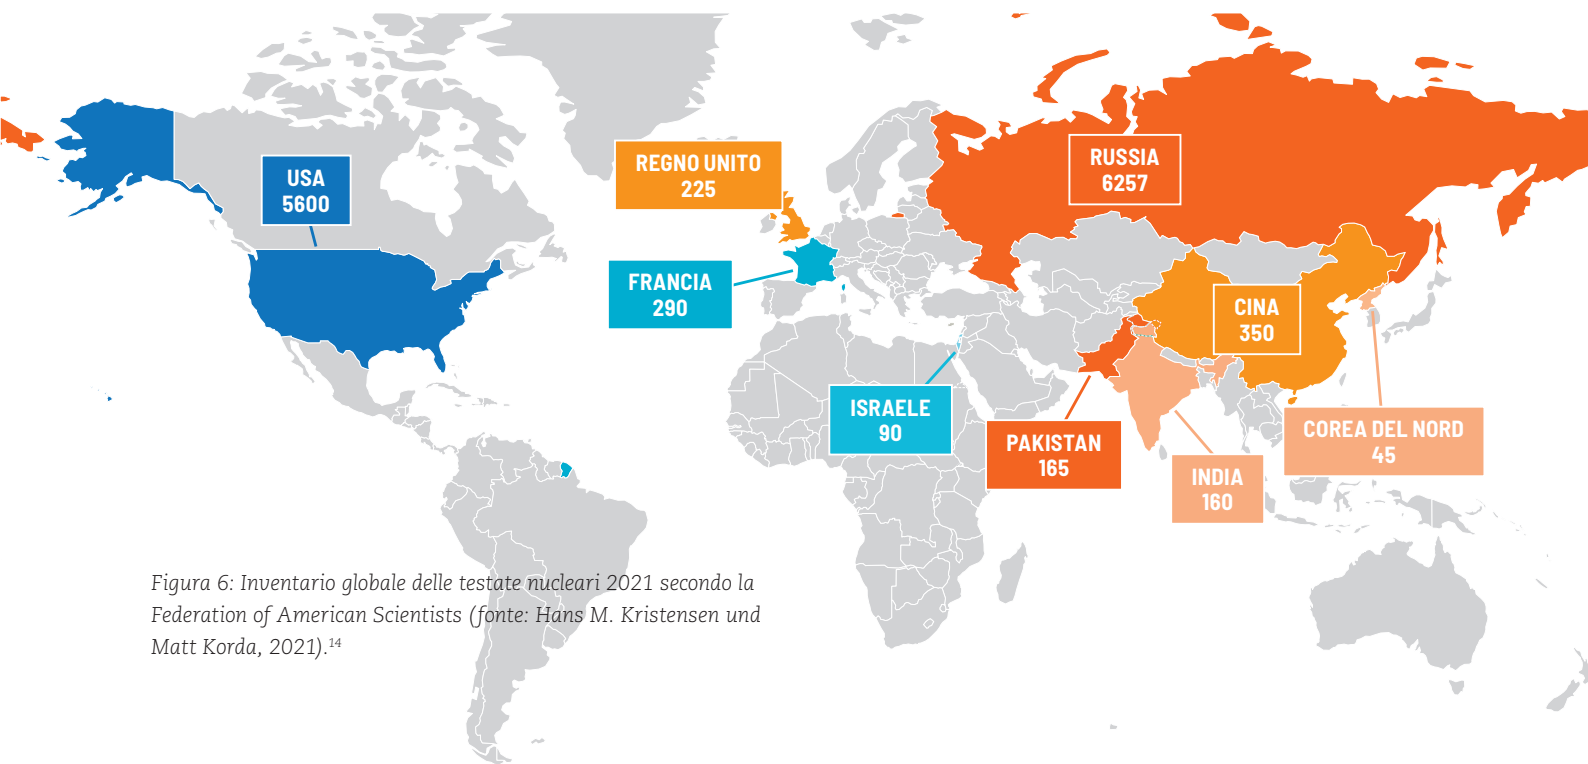 USA
5600
REGNO UNITO
225
RUSSIA
6257
FRANCIA
290
CINA
350
ISRAELE
90
PAKISTAN
165
COREA DEL NORD
45
INDIA
160
Figura 6: Inventario globale delle testate nucleari 2021 secondo la
Federation of American Scientists (fonte: Hans M. Kristensen und
Matt Korda, 2021).¹⁴